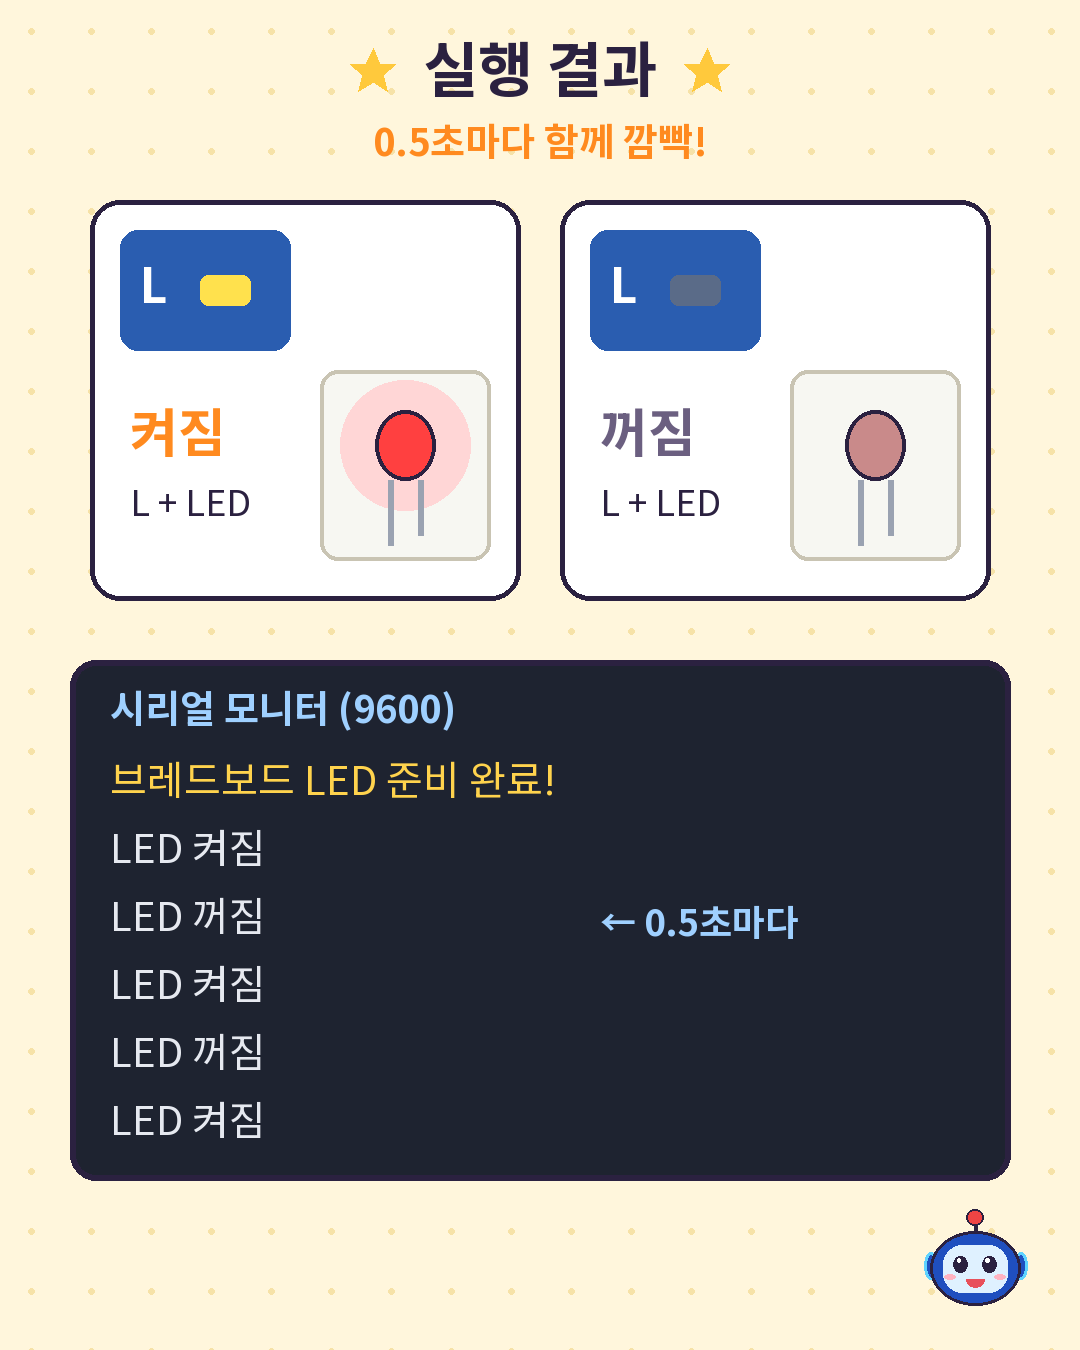 실행 결과
0.5초마다 함께 깜빡!
L
켜짐
L + LED
L
꺼짐
L + LED
시리얼 모니터 (9600)
브레드보드 LED 준비 완료!
LED 켜짐
LED 꺼짐
← 0.5초마다
LED 켜짐
LED 꺼짐
LED 켜짐